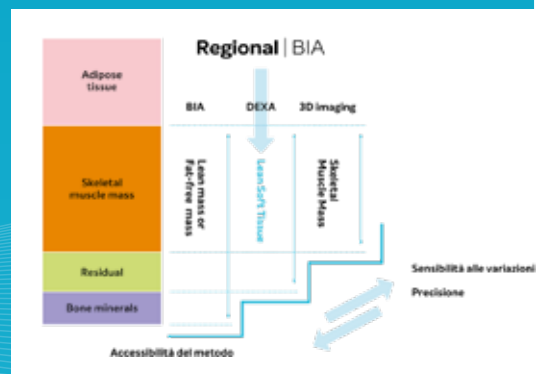 Regional | BIA
Adipose
tissue
BIA
DEXA
3D imaging
Skeletal
muscle mass
Lean mass or
Fat-free mass
Lean Soft Tissue
Skeletal
Muscle Mass
Residual
Bone minerals
Sensibilità alle variazioni
Precisione
Accessibilità del metodo